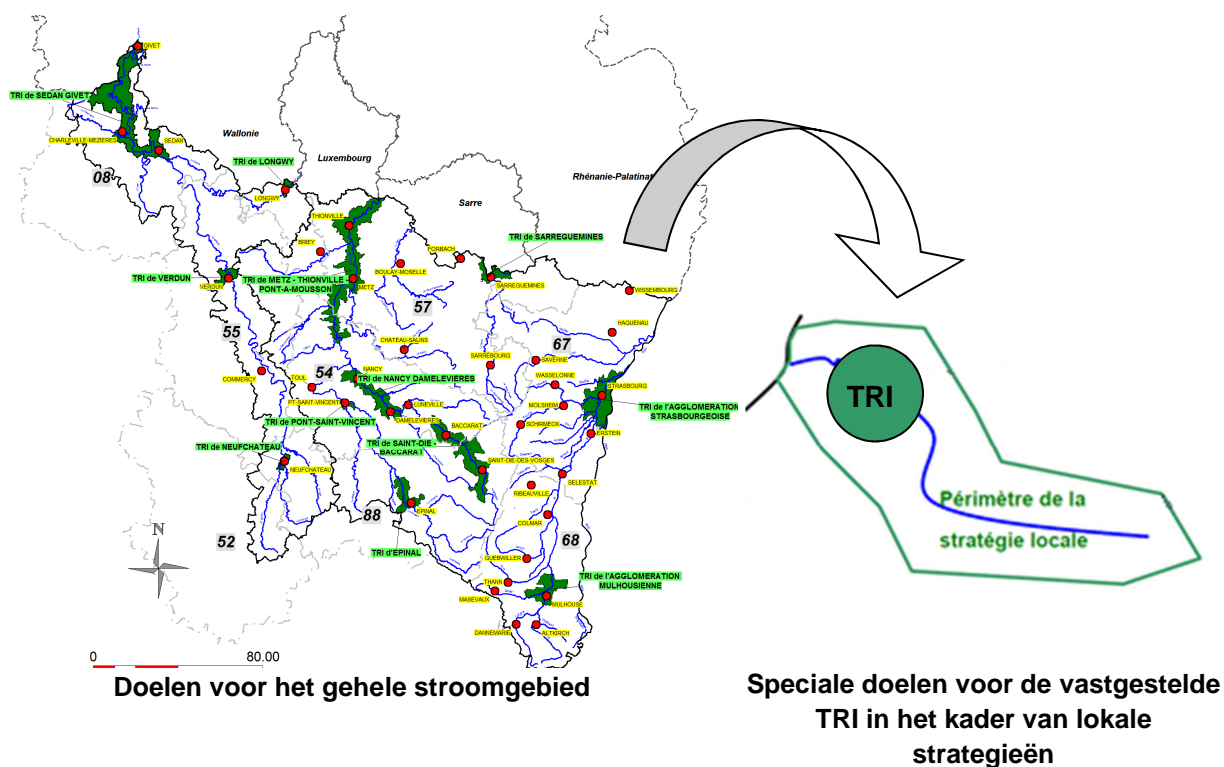 GIVET
TRI de SEDAN GIVET
CHARLEVILLE-MEZIERES
SEDAN
Wallonie
TRI de LONGWY
Luxembourg
08
LONGWY
Rhénanie-Palatinat
Sarre
THIONVILLE
BRIEY
FORBACH
TRI de SARREGUEMINES
BOULAY-MOSELLE
TRI de VERDUN
VERDUN
TRI de METZ - THIONVILLE -
PONT-A-MOUSSON
METZ
SARREGUEMINES
WISSEMBOURG
57
55
HAGUENAU
67
CHATEAU-SALINS
SARREBOURG
SAVERNE
COMMERCY
TOUL
54
NANCY
TRI de NANCY DAMELEVIERES
WASSELONNE
STRASBOURG
PT-SAINT-VINCENT
LUNEVILLE
DAMELEVIERES
MOLSHEIM
TRI de l'AGGLOMERATION
STRASBOURGEOISE
TRI de PONT-SAINT-VINCENT
BACCARAT
SCHIRMECK
ERSTEIN
TRI de NEUFCHATEAU
TRI de SAINT-DIE -
BACCARAT
NEUFCHATEAU
SAINT-DIE-DES-VOSGES
SELESTAT
RIBEAUVILLE
EPINAL
88
COLMAR
52
TRI d'EPINAL
68
GUEBWILLER
THANN
TRI de l'AGGLOMERATION
MULHOUSIENNE
MASEVAUX
MULHOUSE
DANNEMARIE
ALTKIRCH
N
0 80.00
Doelen voor het gehele stroomgebied
TRI
Périmètre de la
stratégie locale
Speciale doelen voor de vastgestelde
TRI in het kader van lokale
strategieën